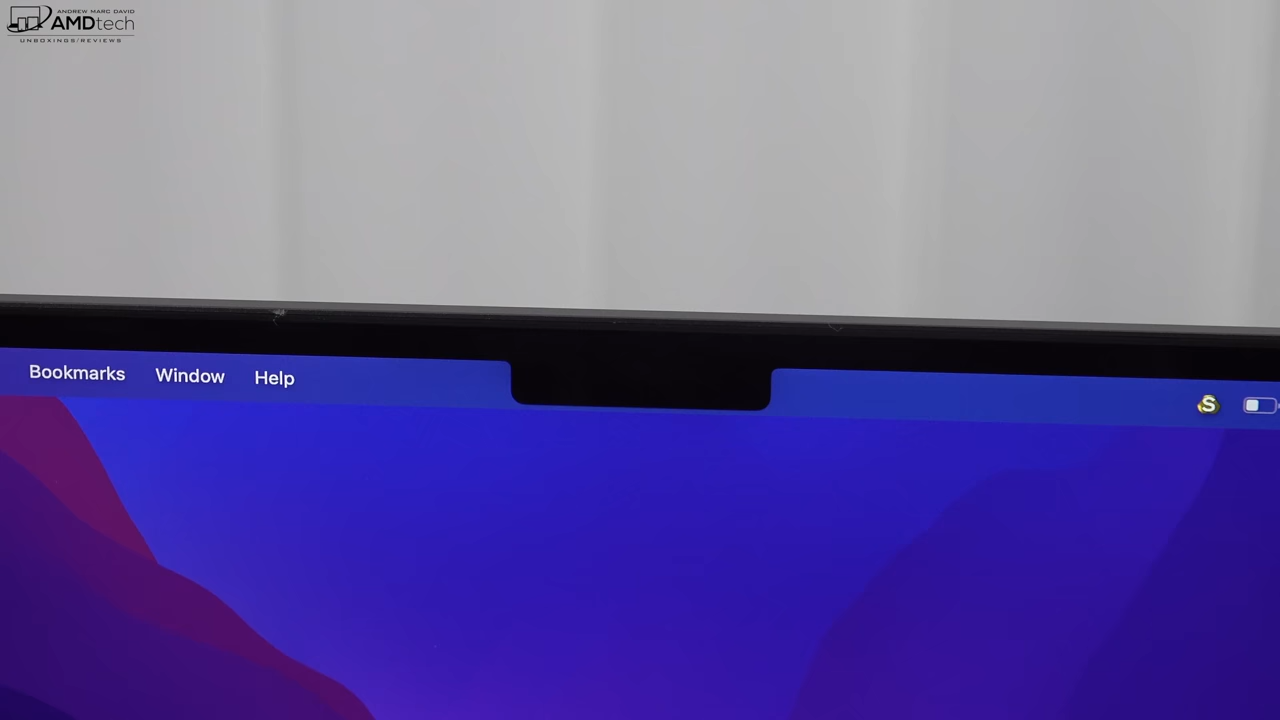 ANDREW MARC DAVID
AMDtech
UNBOXINGS/REVIEWS
Bookmarks Window Help
S